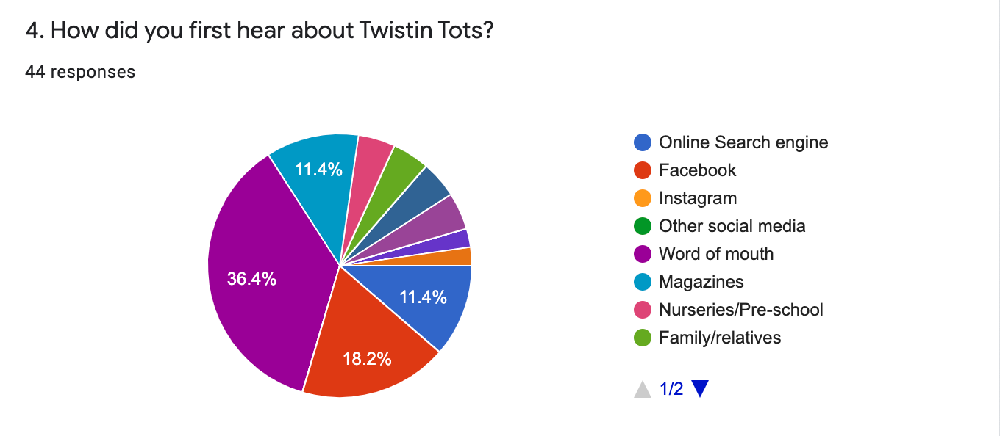 4. How did you first hear about Twistin Tots?
44 responses
11.4%
36.4%
11.4%
18.2%
Online Search engine
Facebook
Instagram
Other social media
Word of mouth
Magazines
Nurseries/Pre-school
Family/relatives
1/2